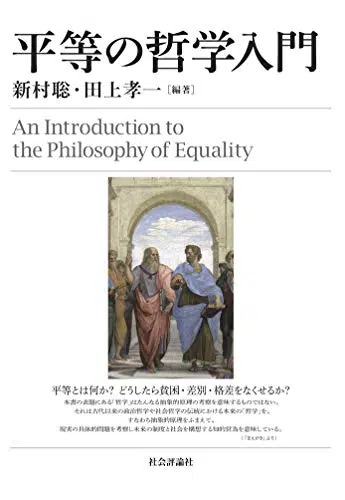 平等の哲学入門
新村聡・田上孝一[編著]
An Introduction to
the Philosophy of Equality
平等とは何か? どうしたら貧困・差別・格差をなくせるか?
本書の表題にある「哲学」はたんなる抽象的原理の考察を意味するものではない。
それは古代以来の政治哲学や社会哲学の伝統における本来の「哲学」を、
すなわち抽象的原理をふまえて、
現実の具体的問題を考察し未来の制度と社会を構想する知的営為を意味している。
(「まえがき」より)
社会評論社